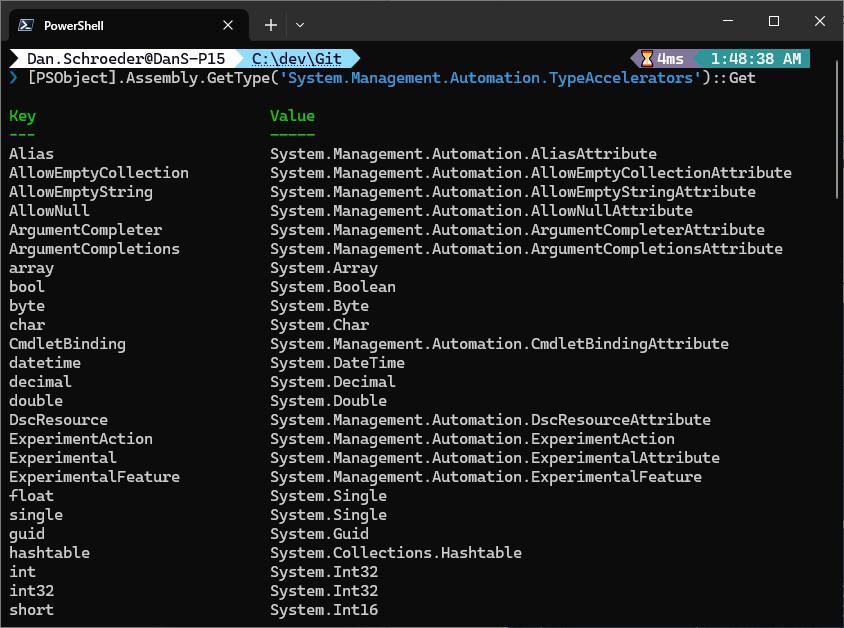 PowerShell
Dan.Schroeder@DanS-P15 C:\dev\Git 4ms 1:48:38 AM
❯ [PSObject].Assembly.GetType('System.Management.Automation.TypeAccelerators')::Get
Key Value
--- -----
Alias System.Management.Automation.AliasAttribute
AllowEmptyCollection System.Management.Automation.AllowEmptyCollectionAttribute
AllowEmptyString System.Management.Automation.AllowEmptyStringAttribute
AllowNull System.Management.Automation.AllowNullAttribute
ArgumentCompleter System.Management.Automation.ArgumentCompleterAttribute
ArgumentCompletions System.Management.Automation.ArgumentCompletionsAttribute
array System.Array
bool System.Boolean
byte System.Byte
char System.Char
CmdletBinding System.Management.Automation.CmdletBindingAttribute
datetime System.DateTime
decimal System.Decimal
double System.Double
DscResource System.Management.Automation.DscResourceAttribute
ExperimentAction System.Management.Automation.ExperimentAction
Experimental System.Management.Automation.ExperimentalAttribute
ExperimentalFeature System.Management.Automation.ExperimentalFeature
float System.Single
single System.Single
guid System.Guid
hashtable System.Collections.Hashtable
int System.Int32
int32 System.Int32
short System.Int16